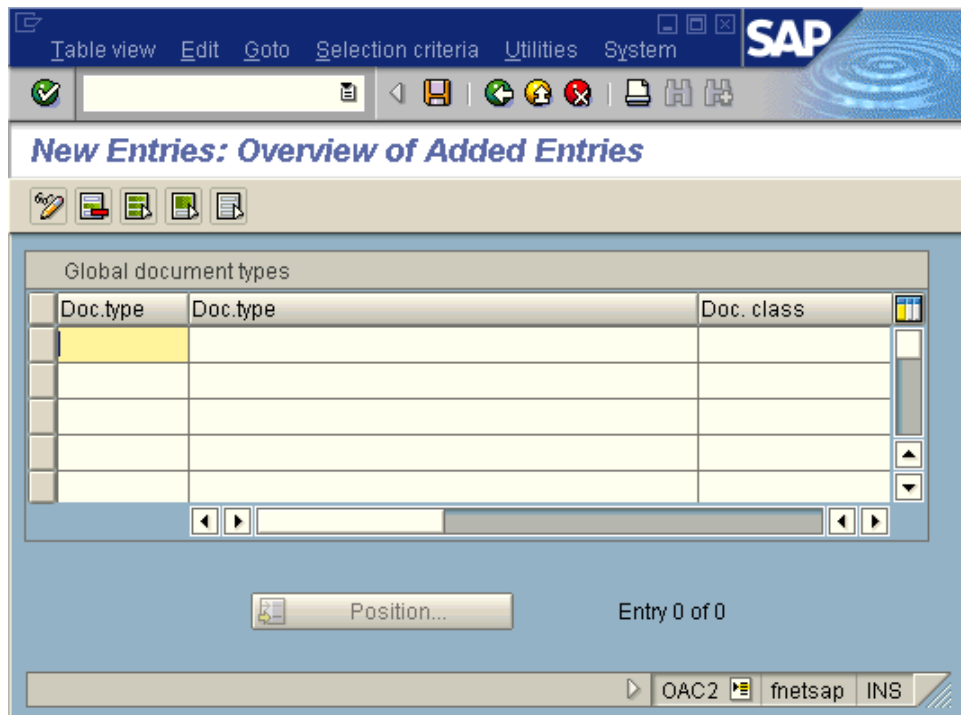 Table view Edit Goto Selection criteria Utilities System
SAP
New Entries: Overview of Added Entries
Global document types
Doc.type Doc.type Doc. class
Position... Entry 0 of 0
OAC2 fnetsap INS